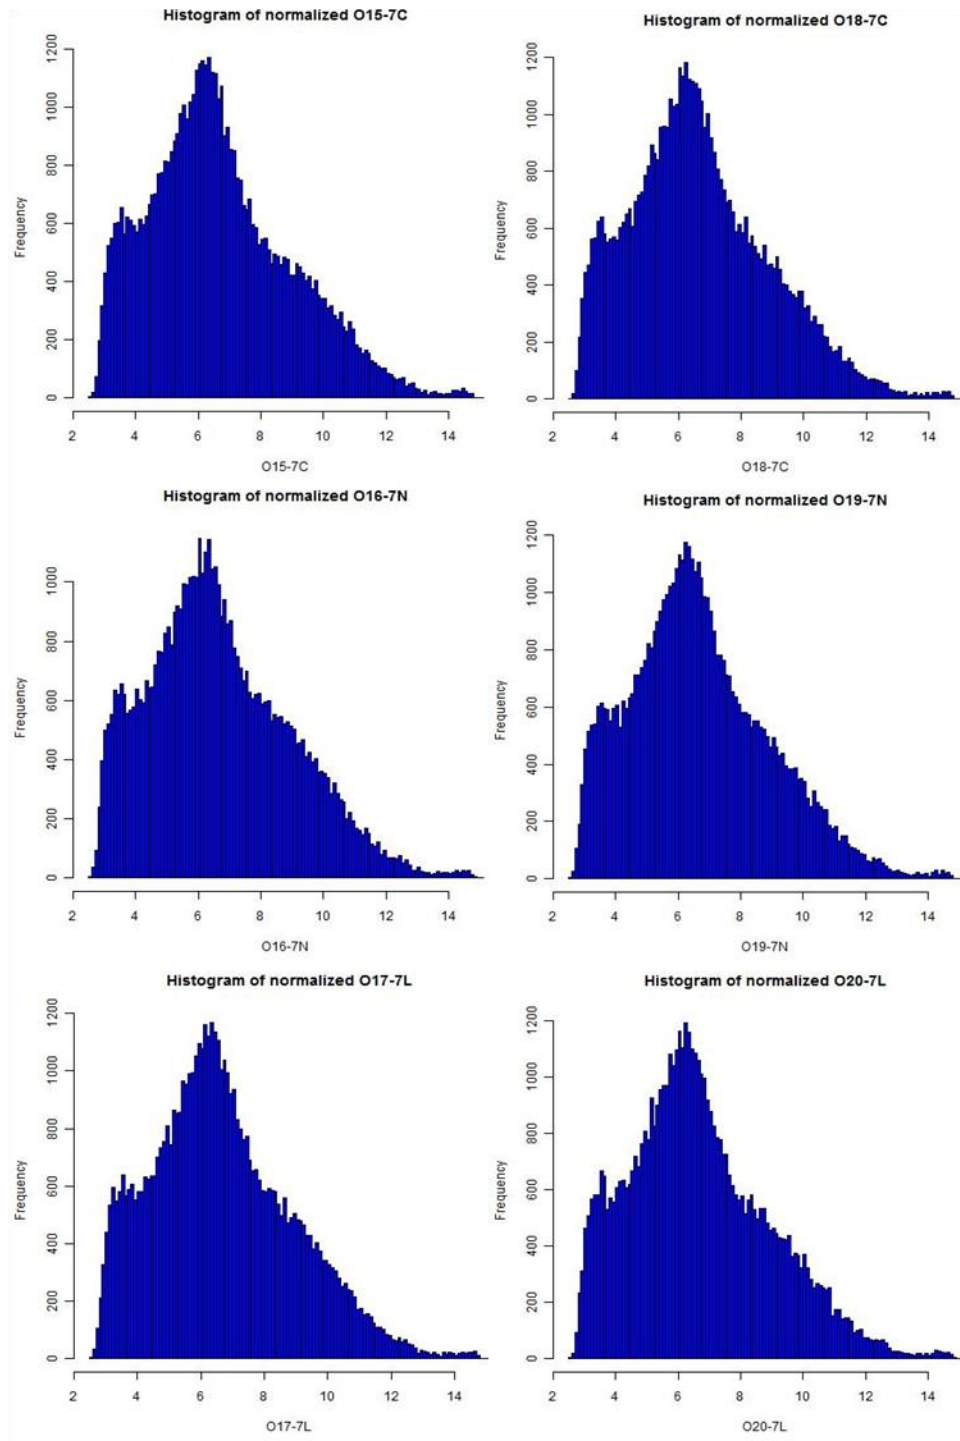 Histogram of normalized O15-7C
Frequency
0 200 400 600 800 1000 1200
2 4 6 8 10 12 14
O15-7C
Histogram of normalized O18-7C
Frequency
0 200 400 600 800 1000 1200
2 4 6 8 10 12 14
O18-7C
Histogram of normalized O16-7N
Frequency
0 200 400 600 800 1000
2 4 6 8 10 12 14
O16-7N
Histogram of normalized O19-7N
Frequency
0 200 400 600 800 1000 1200
2 4 6 8 10 12 14
O19-7N
Histogram of normalized O17-7L
Frequency
0 200 400 600 800 1000 1200
2 4 6 8 10 12 14
O17-7L
Histogram of normalized O20-7L
Frequency
0 200 400 600 800 1000 1200
2 4 6 8 10 12 14
O20-7L